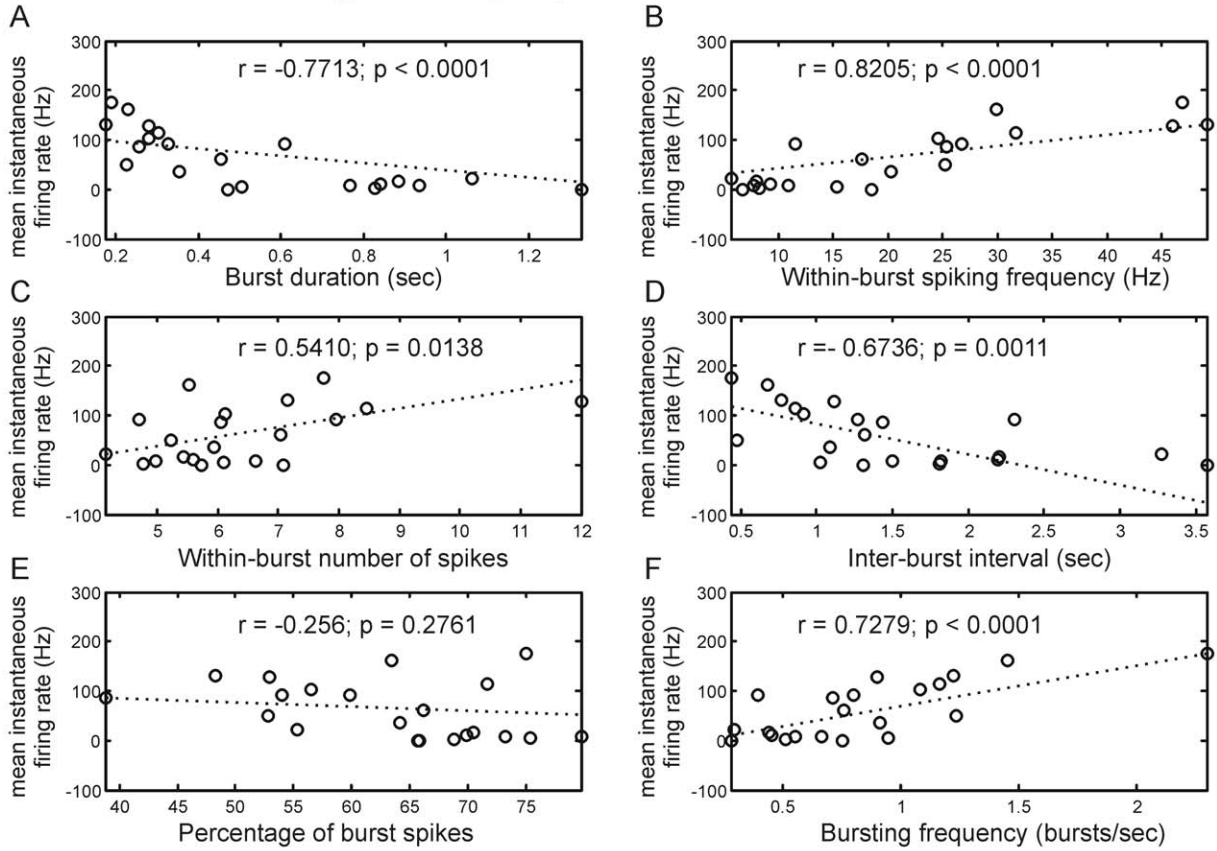 A
mean instantaneous
firing rate (Hz)
300
200
100
0
-100
r = -0.7713; p < 0.0001
0.2
0.4
0.6
0.8
1
1.2
Burst duration (sec)
B
mean instantaneous
firing rate (Hz)
300
200
100
0
-100
r = 0.8205; p < 0.0001
10
15
20
25
30
35
40
45
Within-burst spiking frequency (Hz)
C
mean instantaneous
firing rate (Hz)
300
200
100
0
-100
r = 0.5410; p = 0.0138
5
6
7
8
9
10
11
12
Within-burst number of spikes
D
mean instantaneous
firing rate (Hz)
300
200
100
0
-100
r =- 0.6736; p = 0.0011
0.5
1
1.5
2
2.5
3
3.5
Inter-burst interval (sec)
E
mean instantaneous
firing rate (Hz)
300
200
100
0
-100
r = -0.256; p = 0.2761
40
45
50
55
60
65
70
75
Percentage of burst spikes
F
mean instantaneous
firing rate (Hz)
300
200
100
0
-100
r = 0.7279; p < 0.0001
0.5
1
1.5
2
Bursting frequency (bursts/sec)